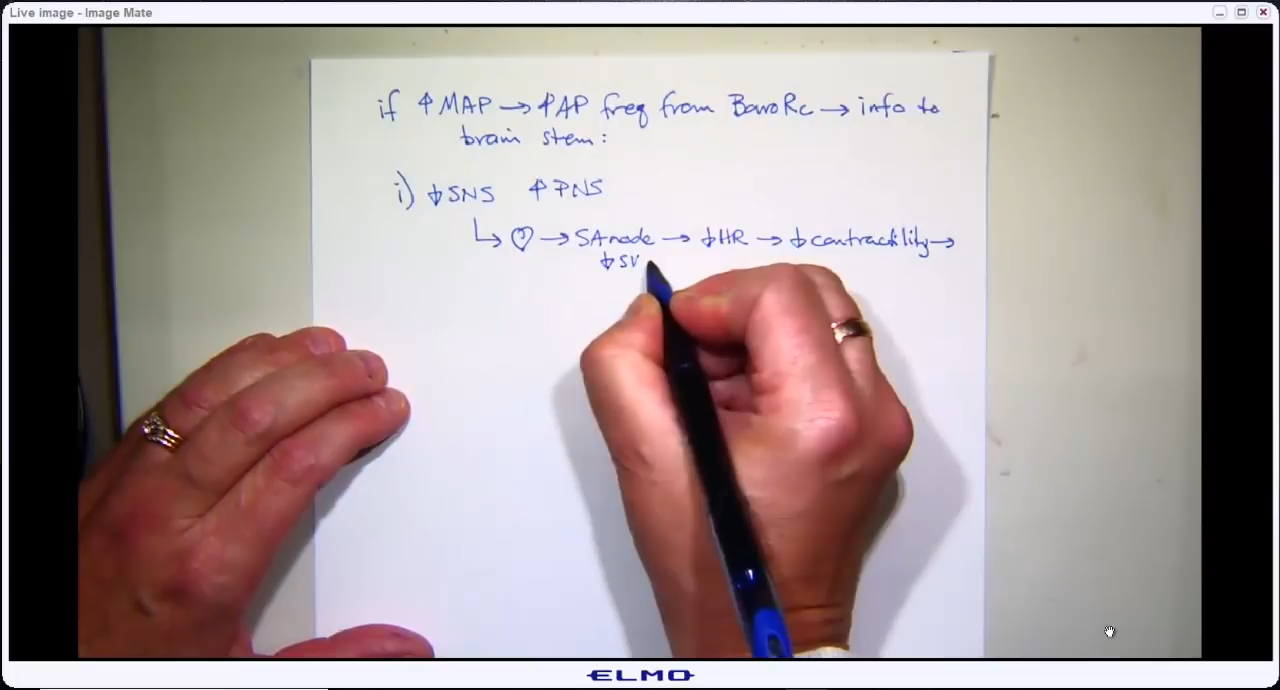 Live image - Image Mate
if ↑ MAP → ↑AP freq from BaroRc → info to
brain stem:
i) ↓SNS ↑ PNS
↳ ♡ → SAnode → ↓HR → ↓contractility →
↓SV
ELMO